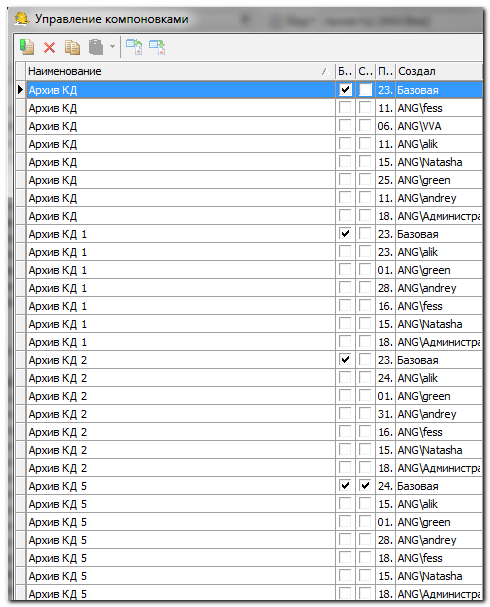 Управление компоновками
Наименование Б... С... П... Создал
Архив КД 23. Базовая
Архив КД 11. ANG\fess
Архив КД 06. ANG\VVA
Архив КД 11. ANG\alik
Архив КД 15. ANG\Natasha
Архив КД 25. ANG\green
Архив КД 11. ANG\andrey
Архив КД 18. ANG\Администра
Архив КД 1 23. Базовая
Архив КД 1 23. ANG\alik
Архив КД 1 01. ANG\green
Архив КД 1 28. ANG\andrey
Архив КД 1 16. ANG\fess
Архив КД 1 15. ANG\Natasha
Архив КД 1 18. ANG\Администра
Архив КД 2 23. Базовая
Архив КД 2 24. ANG\alik
Архив КД 2 01. ANG\green
Архив КД 2 31. ANG\andrey
Архив КД 2 16. ANG\fess
Архив КД 2 15. ANG\Natasha
Архив КД 2 18. ANG\Администра
Архив КД 5 24. Базовая
Архив КД 5 15. ANG\alik
Архив КД 5 01. ANG\green
Архив КД 5 28. ANG\andrey
Архив КД 5 18. ANG\fess
Архив КД 5 15. ANG\Natasha
Архив КД 5 18. ANG\Администра